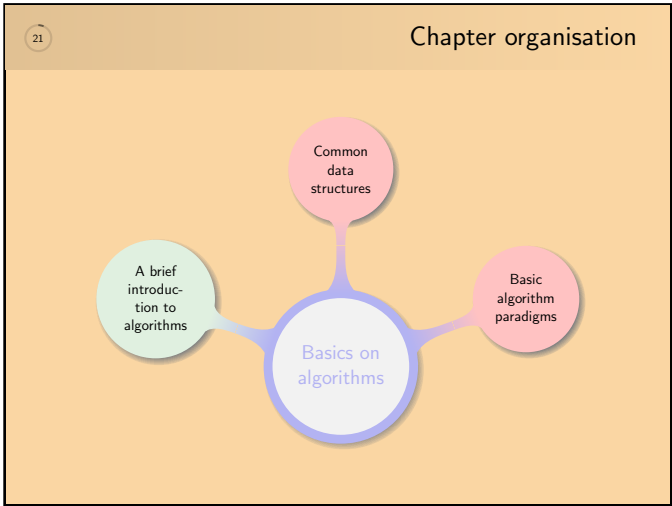 21
Chapter organisation
Common
data
structures
A brief
introduc-
tion to
algorithms
Basic
algorithm
paradigms
Basics on
algorithms